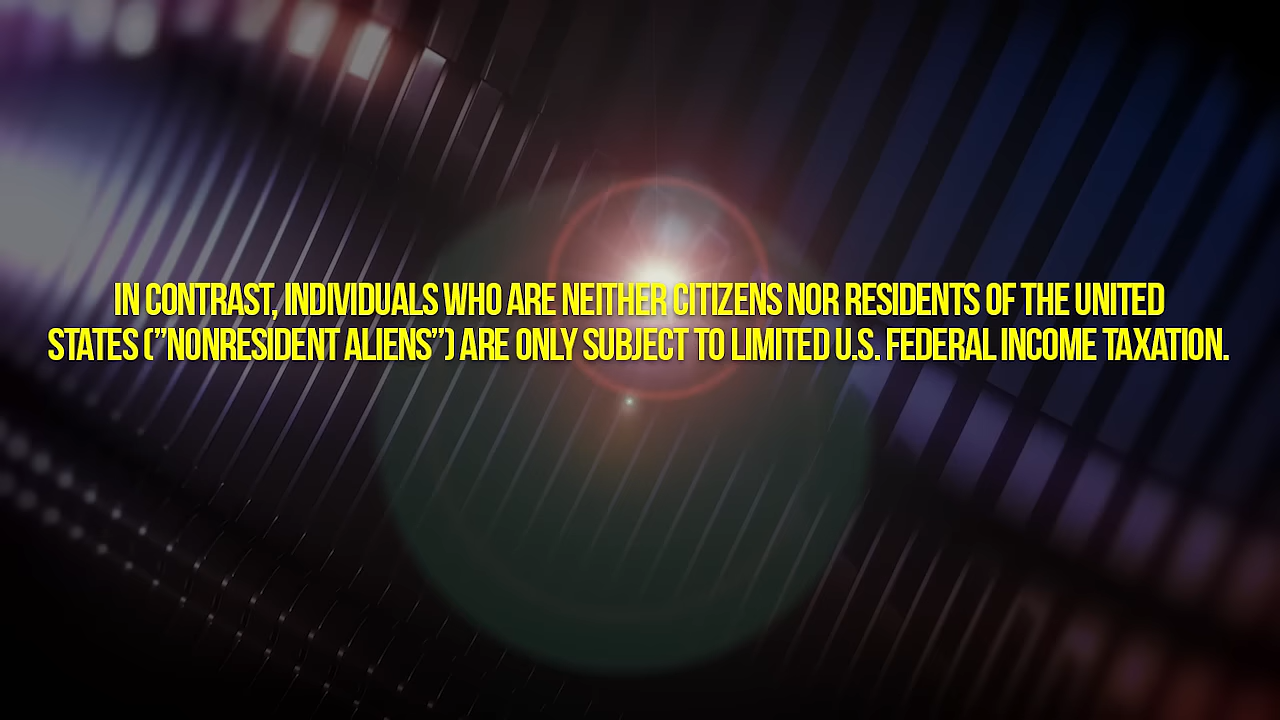 IN CONTRAST, INDIVIDUALS WHO ARE NEITHER CITIZENS NOR RESIDENTS OF THE UNITED
STATES (”NONRESIDENT ALIENS”) ARE ONLY SUBJECT TO LIMITED U.S. FEDERAL INCOME TAXATION.